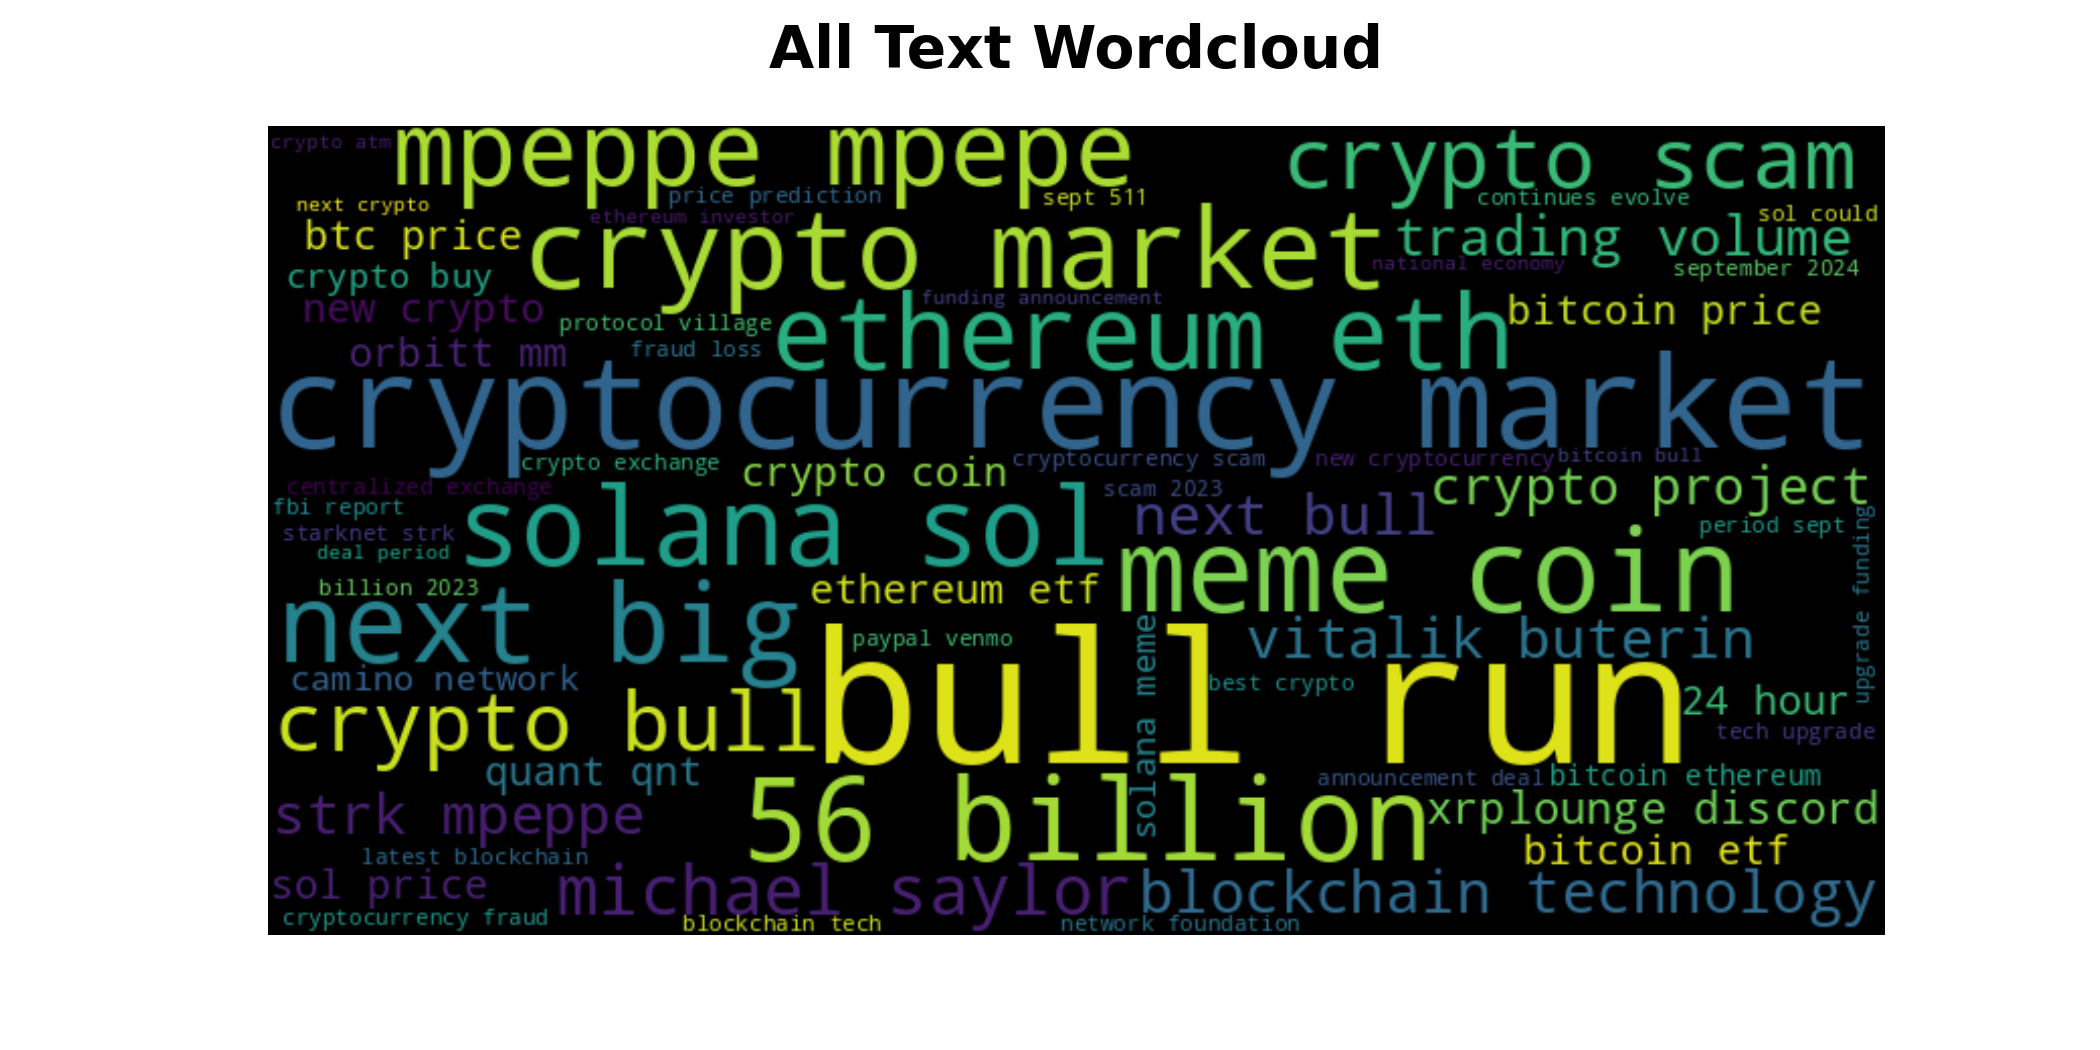 All Text Wordcloud
crypto atm
mpeppe mpepe
crypto scam
price prediction
sept 511
continues evolve
next crypto
ethereum investor
sol could
btc price
crypto market
trading volume
crypto buy
national economy
september 2024
new crypto
funding announcement
protocol village
ethereum eth
bitcoin price
orbitt mm
fraud loss
cryptocurrency market
crypto exchange
crypto coin
cryptocurrency scam
new cryptocurrency
bitcoin bull
centralized exchange
scam 2023
crypto project
fbi report
solana sol
next bull
starknet strk
period sept
deal period
meme coin
upgrade funding
billion 2023
ethereum etf
next big
paypal venmo
solana meme
vitalik buterin
camino network
bull run
best crypto
24 hour
crypto bull
tech upgrade
quant qnt
announcement deal
bitcoin ethereum
strk mpeppe
56 billion
xrplounge discord
latest blockchain
bitcoin etf
sol price
michael saylor
blockchain technology
cryptocurrency fraud
blockchain tech
network foundation